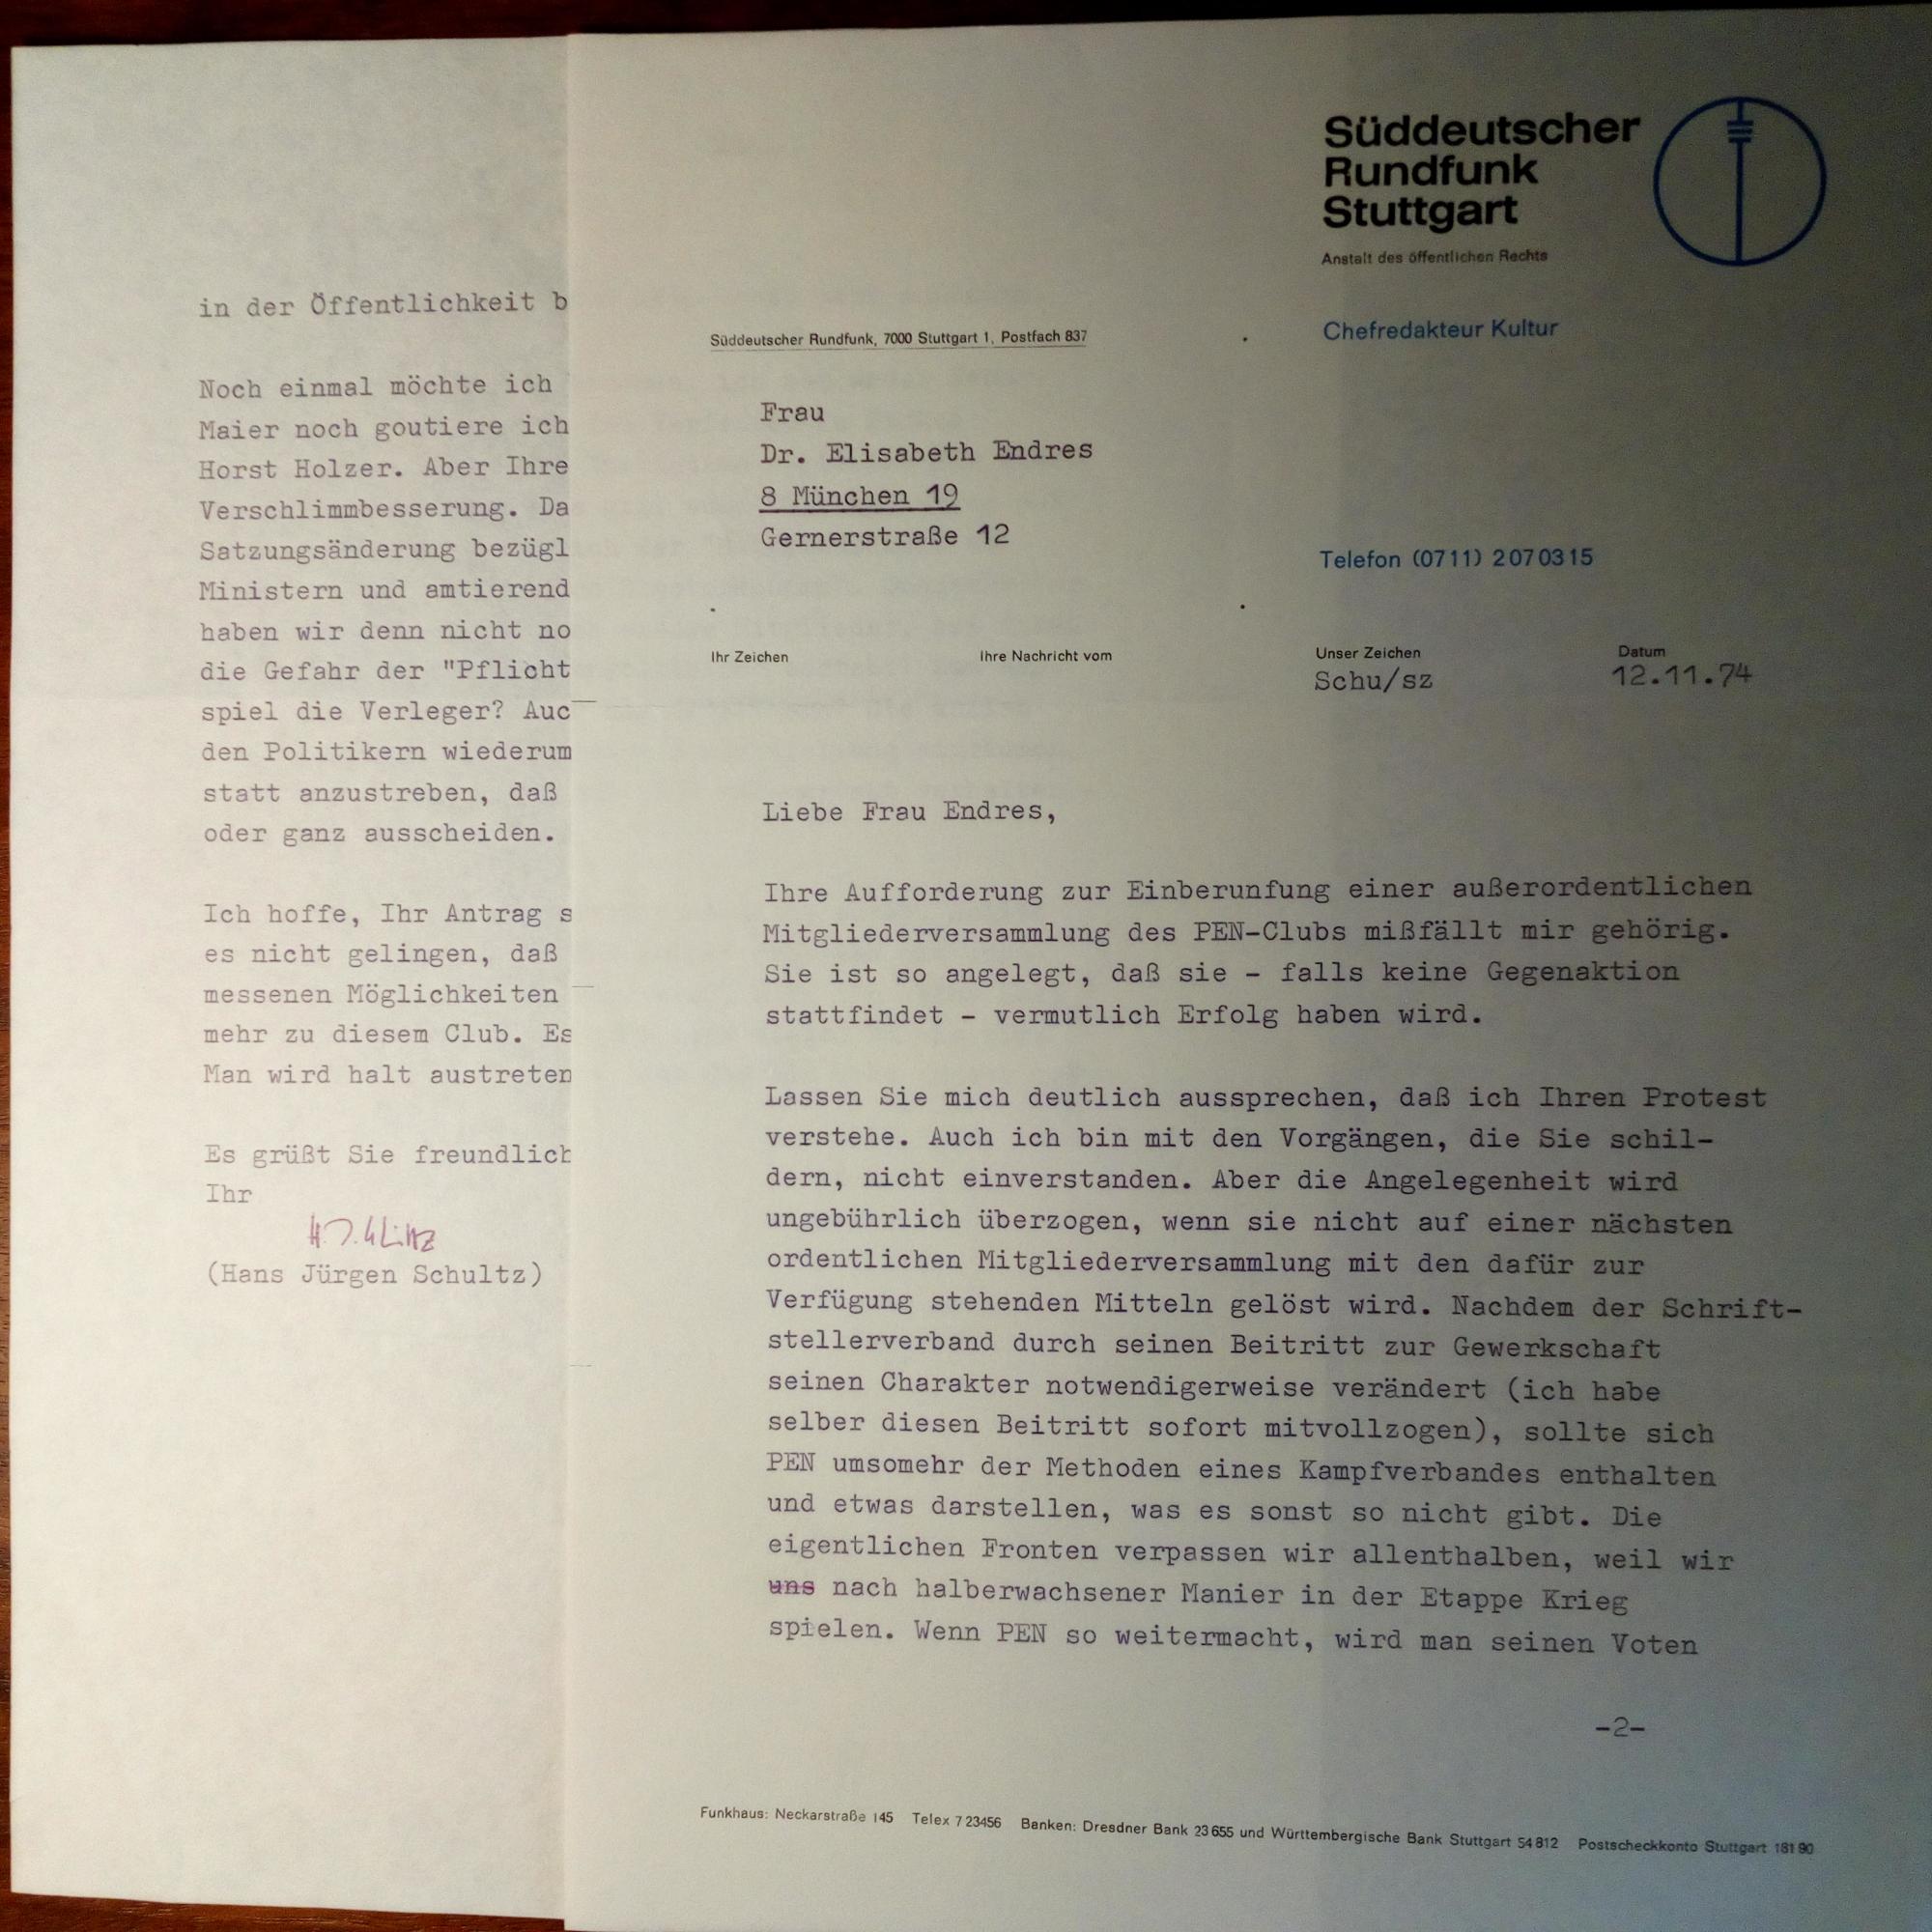 in der Öffentlichkeit b
Noch einmal möchte ich
Maier noch goutiere ich
Horst Holzer. Aber Ihre
Verschlimmbesserung. Da
Satzungsänderung bezügl
Ministern und amtierend
haben wir denn nicht no
die Gefahr der "Pflicht
spiel die Verleger? Auc
den Politikern wiederum
statt anzustreben, daß
oder ganz ausscheiden.
Ich hoffe, Ihr Antrag s
es nicht gelingen, daß
messenen Möglichkeiten
mehr zu diesem Club. Es
Man wird halt austreten
Es grüßt Sie freundlich
Ihr
(Hans Jürgen Schultz)
Süddeutscher
Rundfunk
Stuttgart
Anstalt des öffentlichen Rechts
Chefredakteur Kultur
Süddeutscher Rundfunk, 7000 Stuttgart 1, Postfach 837
Frau
Dr. Elisabeth Endres
8 München 19
Gernerstraße 12
Telefon (0711) 2070315
Ihr Zeichen Ihre Nachricht vom Unser Zeichen Datum
Schu/sz 12.11.74
Liebe Frau Endres,
Ihre Aufforderung zur Einberunfung einer außerordentlichen
Mitgliederversammlung des PEN-Clubs mißfällt mir gehörig.
Sie ist so angelegt, daß sie - falls keine Gegenaktion
stattfindet - vermutlich Erfolg haben wird.
Lassen Sie mich deutlich aussprechen, daß ich Ihren Protest
verstehe. Auch ich bin mit den Vorgängen, die Sie schil-
dern, nicht einverstanden. Aber die Angelegenheit wird
ungebührlich überzogen, wenn sie nicht auf einer nächsten
ordentlichen Mitgliederversammlung mit den dafür zur
Verfügung stehenden Mitteln gelöst wird. Nachdem der Schrift-
stellerverband durch seinen Beitritt zur Gewerkschaft
seinen Charakter notwendigerweise verändert (ich habe
selber diesen Beitritt sofort mitvollzogen), sollte sich
PEN umsomehr der Methoden eines Kampfverbandes enthalten
und etwas darstellen, was es sonst so nicht gibt. Die
eigentlichen Fronten verpassen wir allenthalben, weil wir
uns nach halberwachsener Manier in der Etappe Krieg
spielen. Wenn PEN so weitermacht, wird man seinen Voten
-2-
Funkhaus: Neckarstraße 145 Telex 7 23456 Banken: Dresdner Bank 23 655 und Württembergische Bank Stuttgart 54 812 Postscheckkonto Stuttgart 181 90